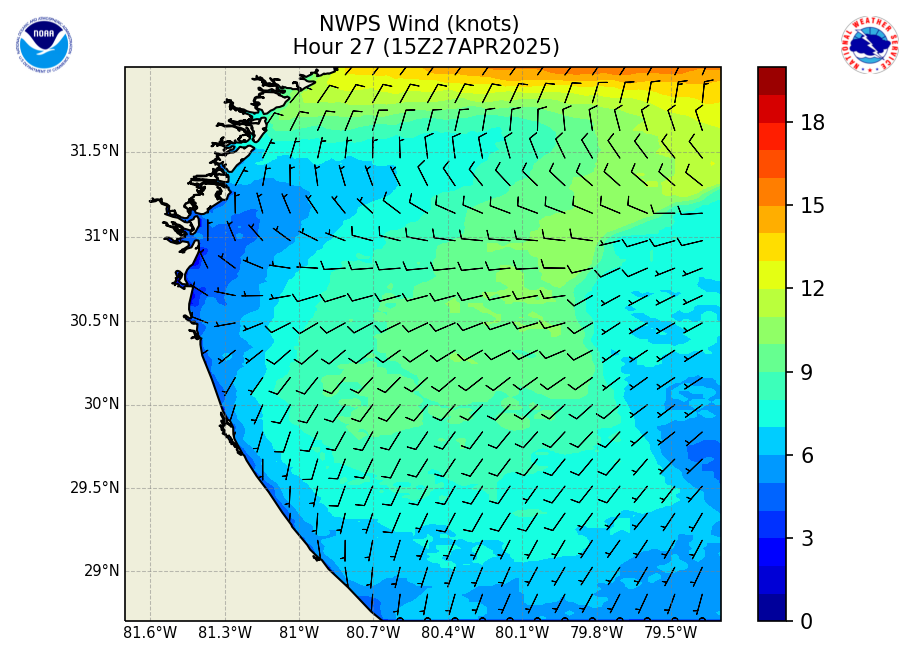 NWPS Wind (knots)
Hour 27 (15Z27APR2025)
NOAA
NATIONAL WEATHER SERVICE
31.5°N
31°N
30.5°N
30°N
29.5°N
29°N
81.6°W 81.3°W 81°W 80.7°W 80.4°W 80.1°W 79.8°W 79.5°W
18
15
12
9
6
3
0